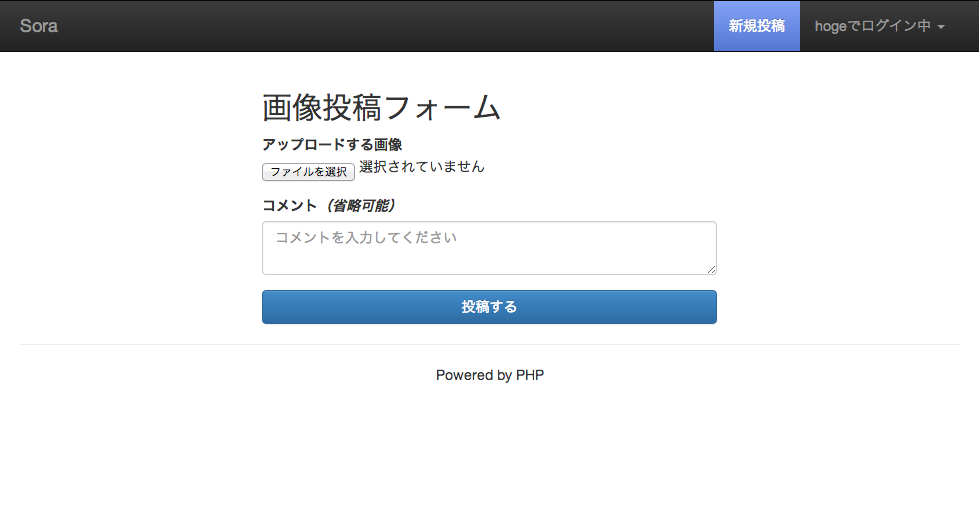 Sora
新規投稿
hogeでログイン中
画像投稿フォーム
アップロードする画像
ファイルを選択 選択されていません
コメント（省略可能）
コメントを入力してください
投稿する
Powered by PHP